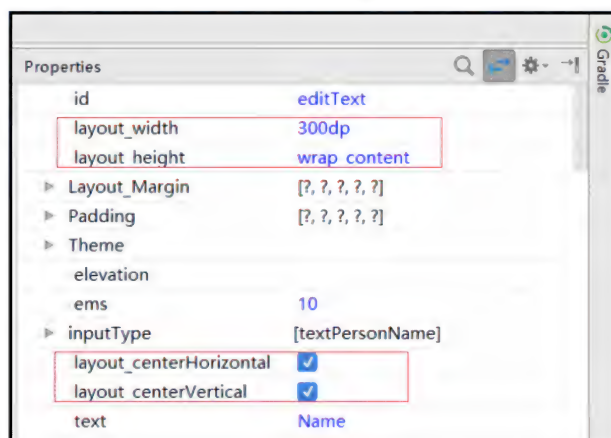 Gradle
Properties
id editText
layout_width 300dp
layout_height wrap_content
Layout_Margin [?, ?, ?, ?, ?]
Padding [?, ?, ?, ?, ?]
Theme
elevation
ems 10
inputType [textPersonName]
layout_centerHorizontal
layout_centerVertical
text Name